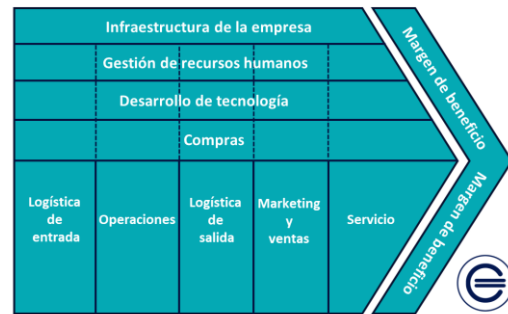 Infraestructura de la empresa
Gestión de recursos humanos
Desarrollo de tecnología
Compras
Logística
de
entrada
Operaciones
Logística
de
salida
Marketing
y
ventas
Servicio
Margen de beneficio
Margen de beneficio